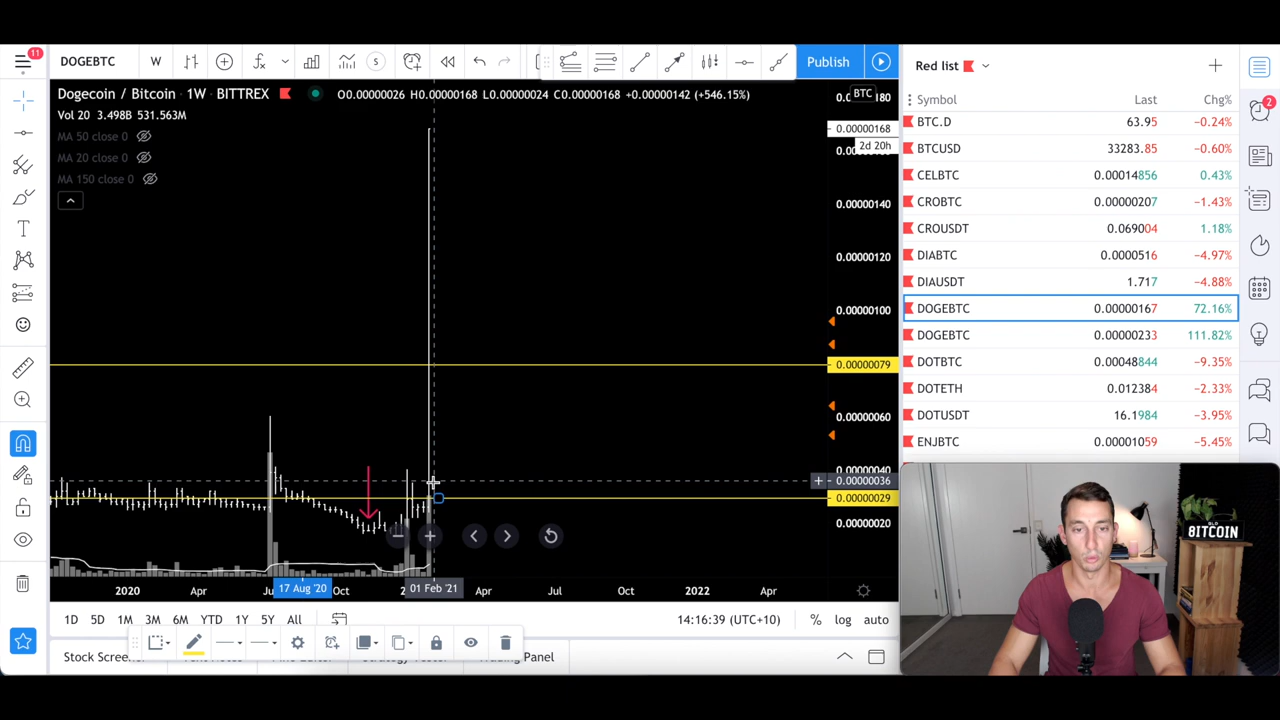 11
DOGEBTC W Publish
Dogecoin / Bitcoin · 1W · BITTREX O0.00000026 H0.00000168 L0.00000024 C0.00000168 +0.00000142 (+546.15%)
Vol 20 3.498B 531.563M
MA 50 close 0
MA 20 close 0
MA 150 close 0
BTC
0.00000168
2d 20h
0.00000140
0.00000120
0.00000100
0.00000079
0.00000060
0.00000040
0.00000036
0.00000029
0.00000020
2020 Apr 17 Aug '20 Oct 01 Feb '21 Apr Jul Oct 2022 Apr
1D 5D 1M 3M 6M YTD 1Y 5Y All 14:16:39 (UTC+10) % log auto
Red list
Symbol Last Chg%
BTC.D 63.95 −0.24%
BTCUSD 33283.85 −0.60%
CELBTC 0.00014856 0.43%
CROBTC 0.00000207 −1.43%
CROUSDT 0.069004 1.18%
DIABTC 0.0000516 −4.97%
DIAUSDT 1.717 −4.88%
DOGEBTC 0.00000167 72.16%
DOGEBTC 0.00000233 111.82%
DOTBTC 0.00048844 −9.35%
DOTETH 0.012384 −2.33%
DOTUSDT 16.1984 −3.95%
ENJBTC 0.00001059 −5.45%
2
BITCOIN